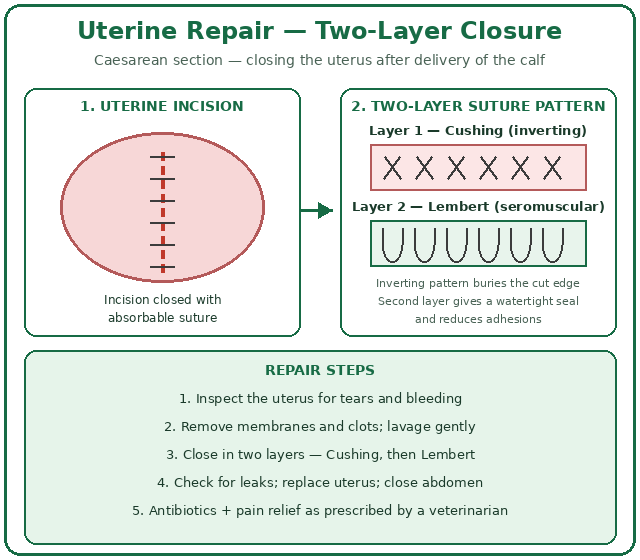 Uterine Repair — Two-Layer Closure
Caesarean section — closing the uterus after delivery of the calf
1. UTERINE INCISION
Incision closed with
absorbable suture
2. TWO-LAYER SUTURE PATTERN
Layer 1 — Cushing (inverting)
Layer 2 — Lembert (seromuscular)
Inverting pattern buries the cut edge
Second layer gives a watertight seal
and reduces adhesions
REPAIR STEPS
1. Inspect the uterus for tears and bleeding
2. Remove membranes and clots; lavage gently
3. Close in two layers — Cushing, then Lembert
4. Check for leaks; replace uterus; close abdomen
5. Antibiotics + pain relief as prescribed by a veterinarian